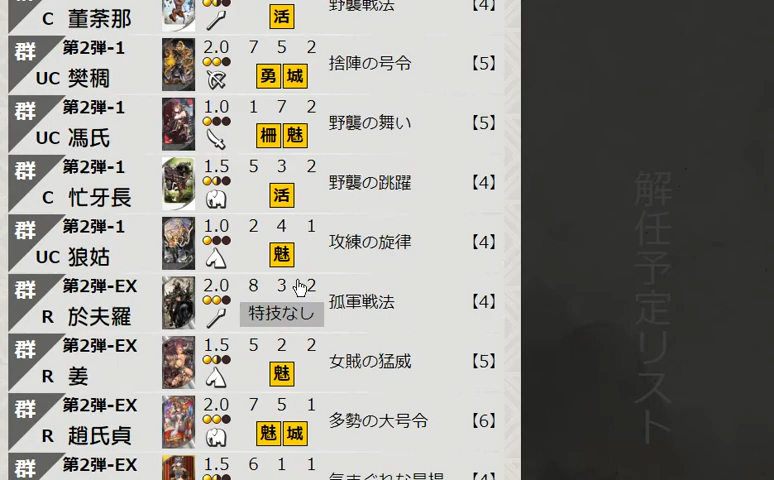 野襲戦法 【4】
C 董荼那 活
群 第2弾-1 2.0 7 5 2
UC 樊稠 勇 城 捨陣の号令 【5】
群 第2弾-1 1.0 1 7 2
UC 馮氏 柵 魅 野襲の舞い 【5】
群 第2弾-1 1.5 5 3 2
C 忙牙長 活 野襲の跳躍 【4】
群 第2弾-1 1.0 2 4 1
UC 狼姑 魅 攻練の旋律 【4】
群 第2弾-EX 2.0 8 3 2
R 於夫羅 特技なし 孤軍戦法 【4】
群 第2弾-EX 1.5 5 2 2
R 姜 魅 女賊の猛威 【5】
群 第2弾-EX 2.0 7 5 1
R 趙氏貞 魅 城 多勢の大号令 【6】
群 第2弾-EX 1.5 6 1 1
解任予定リスト